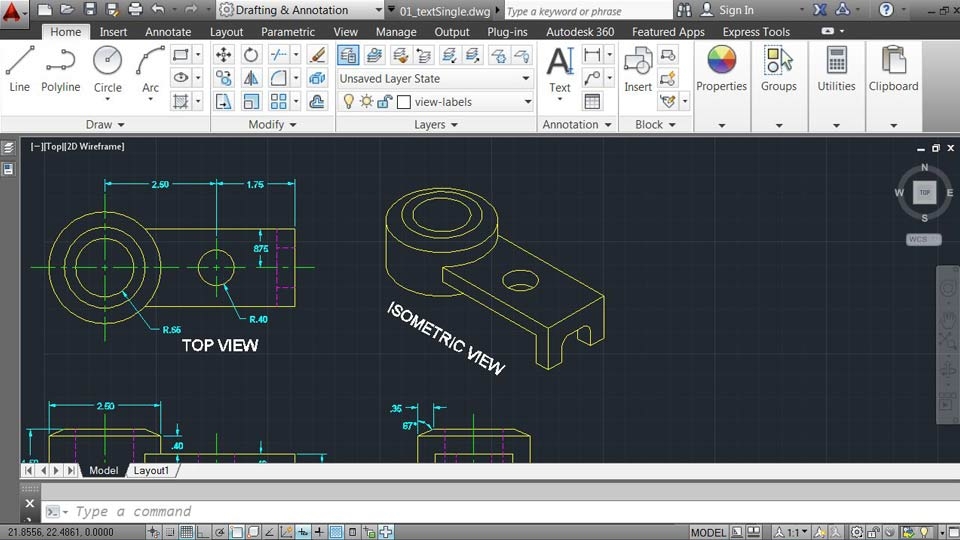 Drafting & Annotation
01_textSingle.dwg
Type a keyword or phrase
Sign In
Home Insert Annotate Layout Parametric View Manage Output Plug-ins Autodesk 360 Featured Apps Express Tools
Unsaved Layer State
view-labels
Line Polyline Circle Arc Text Insert Properties Groups Utilities Clipboard
Draw Modify Layers Annotation Block
[−][Top][2D Wireframe]
N
W TOP E
S
WCS
2.50 1.75
875
R.40
TOP VIEW
ISOMETRIC VIEW
2.50
.35
.40
Model Layout1
Type a command
21.8556, 22.4861, 0.0000
MODEL
1:1